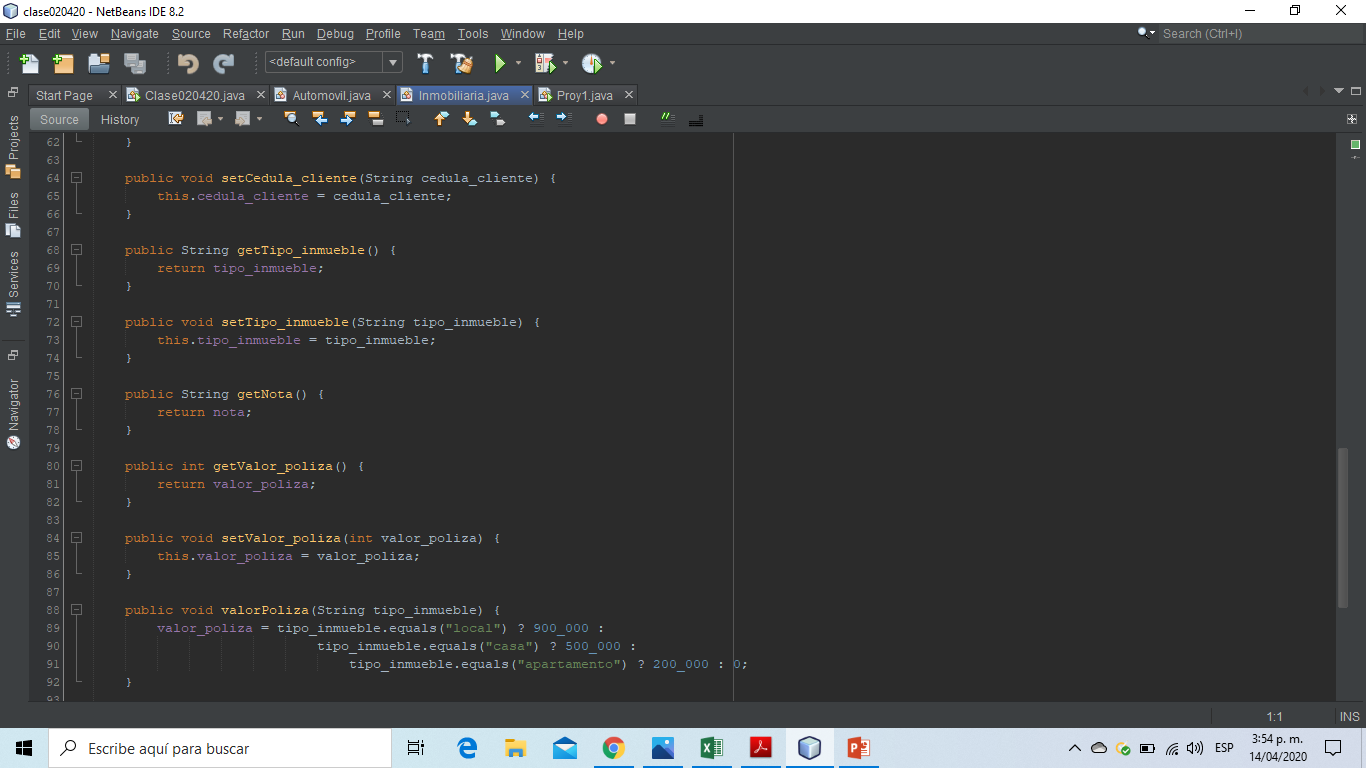 clase020420 - NetBeans IDE 8.2
File Edit View Navigate Source Refactor Run Debug Profile Team Tools Window Help
Search (Ctrl+I)
<default config>
Start Page Clase020420.java Automovil.java Inmobiliaria.java Proy1.java
Source History
Projects
Files
Services
Navigator
62 }
63
64 public void setCedula_cliente(String cedula_cliente) {
65 this.cedula_cliente = cedula_cliente;
66 }
67
68 public String getTipo_inmueble() {
69 return tipo_inmueble;
70 }
71
72 public void setTipo_inmueble(String tipo_inmueble) {
73 this.tipo_inmueble = tipo_inmueble;
74 }
75
76 public String getNota() {
77 return nota;
78 }
79
80 public int getValor_poliza() {
81 return valor_poliza;
82 }
83
84 public void setValor_poliza(int valor_poliza) {
85 this.valor_poliza = valor_poliza;
86 }
87
88 public void valorPoliza(String tipo_inmueble) {
89 valor_poliza = tipo_inmueble.equals("local") ? 900_000 :
90 tipo_inmueble.equals("casa") ? 500_000 :
91 tipo_inmueble.equals("apartamento") ? 200_000 : 0;
92 }
93
1:1 INS
Escribe aquí para buscar
ESP
3:54 p. m.
14/04/2020